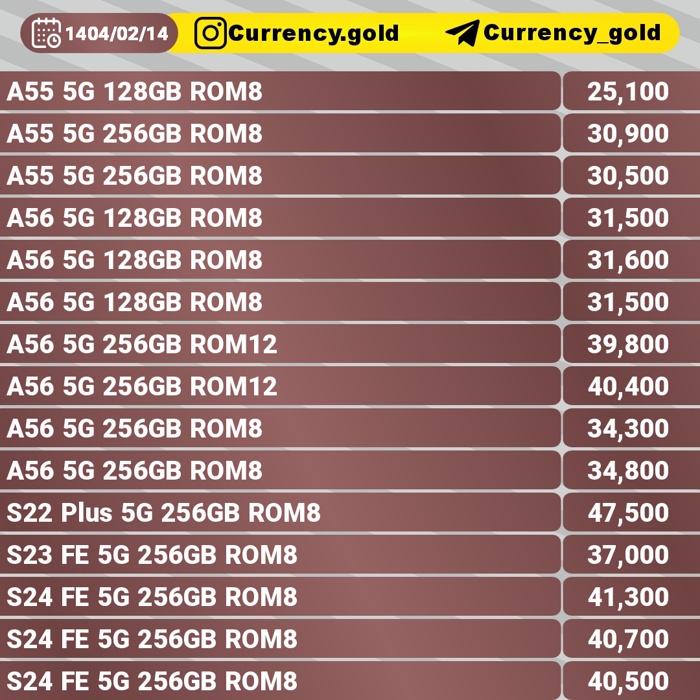 1404/02/14 Currency.gold Currency_gold
A55 5G 128GB ROM8 25,100
A55 5G 256GB ROM8 30,900
A55 5G 256GB ROM8 30,500
A56 5G 128GB ROM8 31,500
A56 5G 128GB ROM8 31,600
A56 5G 128GB ROM8 31,500
A56 5G 256GB ROM12 39,800
A56 5G 256GB ROM12 40,400
A56 5G 256GB ROM8 34,300
A56 5G 256GB ROM8 34,800
S22 Plus 5G 256GB ROM8 47,500
S23 FE 5G 256GB ROM8 37,000
S24 FE 5G 256GB ROM8 41,300
S24 FE 5G 256GB ROM8 40,700
S24 FE 5G 256GB ROM8 40,500